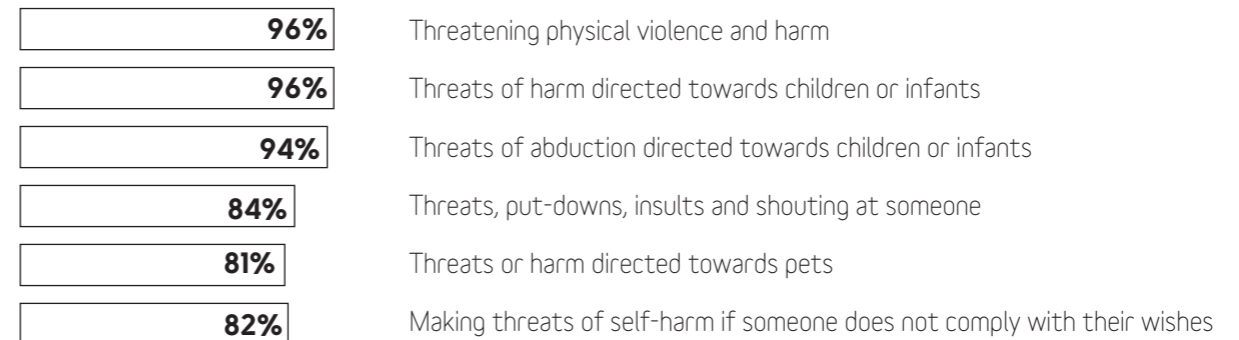 96% Threatening physical violence and harm
96% Threats of harm directed towards children or infants
94% Threats of abduction directed towards children or infants
84% Threats, put-downs, insults and shouting at someone
81% Threats or harm directed towards pets
82% Making threats of self-harm if someone does not comply with their wishes